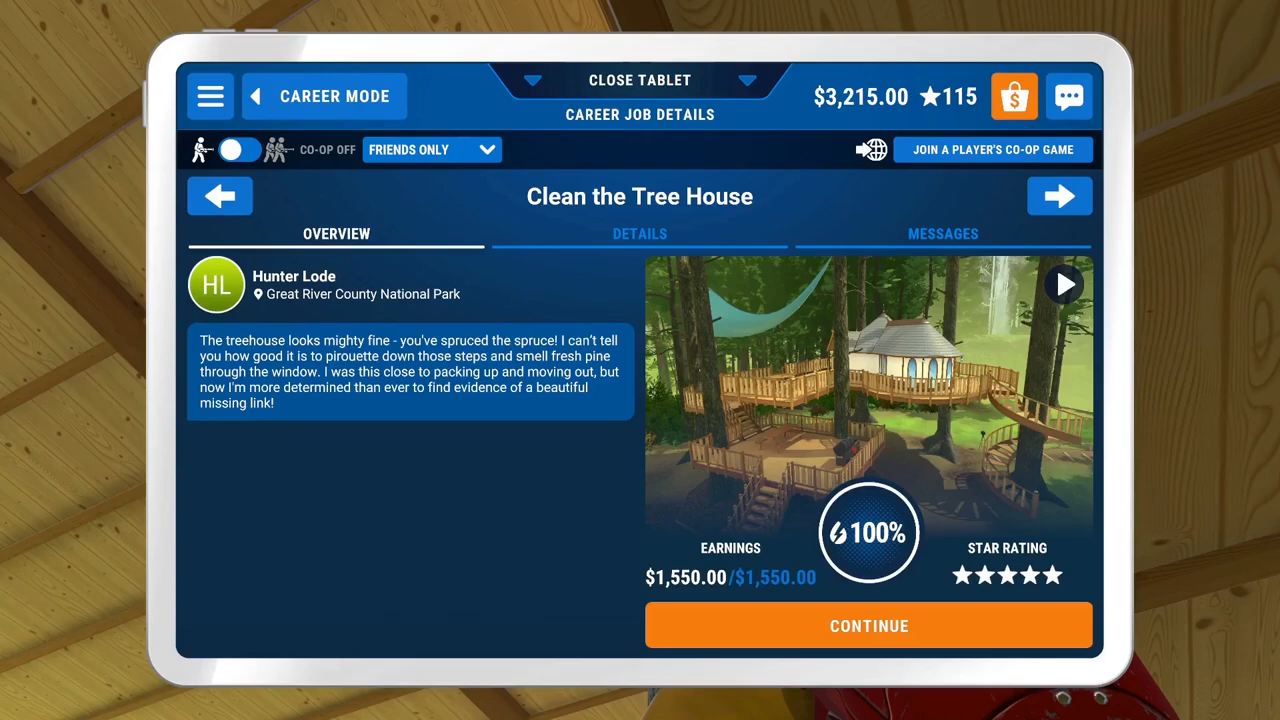 CLOSE TABLET
CAREER MODE
$3,215.00 ★115
CAREER JOB DETAILS
CO-OP OFF
FRIENDS ONLY
JOIN A PLAYER'S CO-OP GAME
Clean the Tree House
OVERVIEW
DETAILS
MESSAGES
HL
Hunter Lode
Great River County National Park
The treehouse looks mighty fine - you've spruced the spruce! I can't tell
you how good it is to pirouette down those steps and smell fresh pine
through the window. I was this close to packing up and moving out, but
now I'm more determined than ever to find evidence of a beautiful
missing link!
100%
EARNINGS
$1,550.00/$1,550.00
STAR RATING
★★★★★
CONTINUE